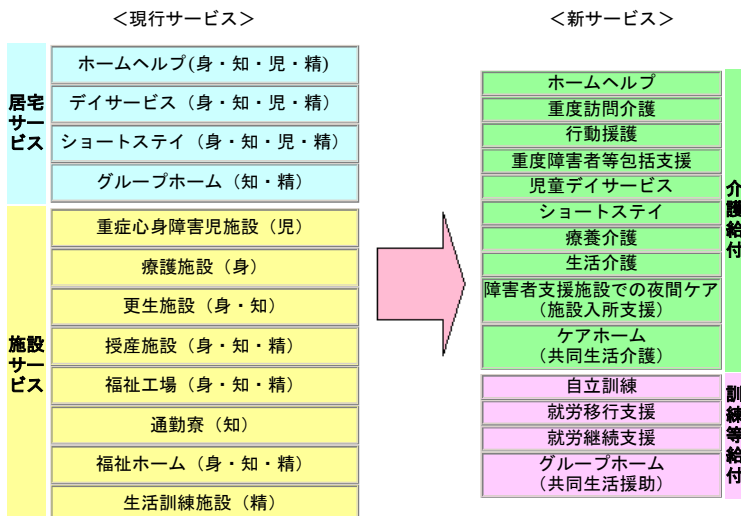 ＜現行サービス＞
居宅サービス
ホームヘルプ(身・知・児・精)
デイサービス（身・知・児・精）
ショートステイ（身・知・児・精）
グループホーム（知・精）
施設サービス
重症心身障害児施設（児）
療護施設（身）
更生施設（身・知）
授産施設（身・知・精）
福祉工場（身・知・精）
通勤寮（知）
福祉ホーム（身・知・精）
生活訓練施設（精）
＜新サービス＞
ホームヘルプ
重度訪問介護
行動援護
重度障害者等包括支援
児童デイサービス
ショートステイ
療養介護
生活介護
障害者支援施設での夜間ケア
（施設入所支援）
ケアホーム
（共同生活介護）
介護給付
自立訓練
就労移行支援
就労継続支援
グループホーム
（共同生活援助）
訓練等給付